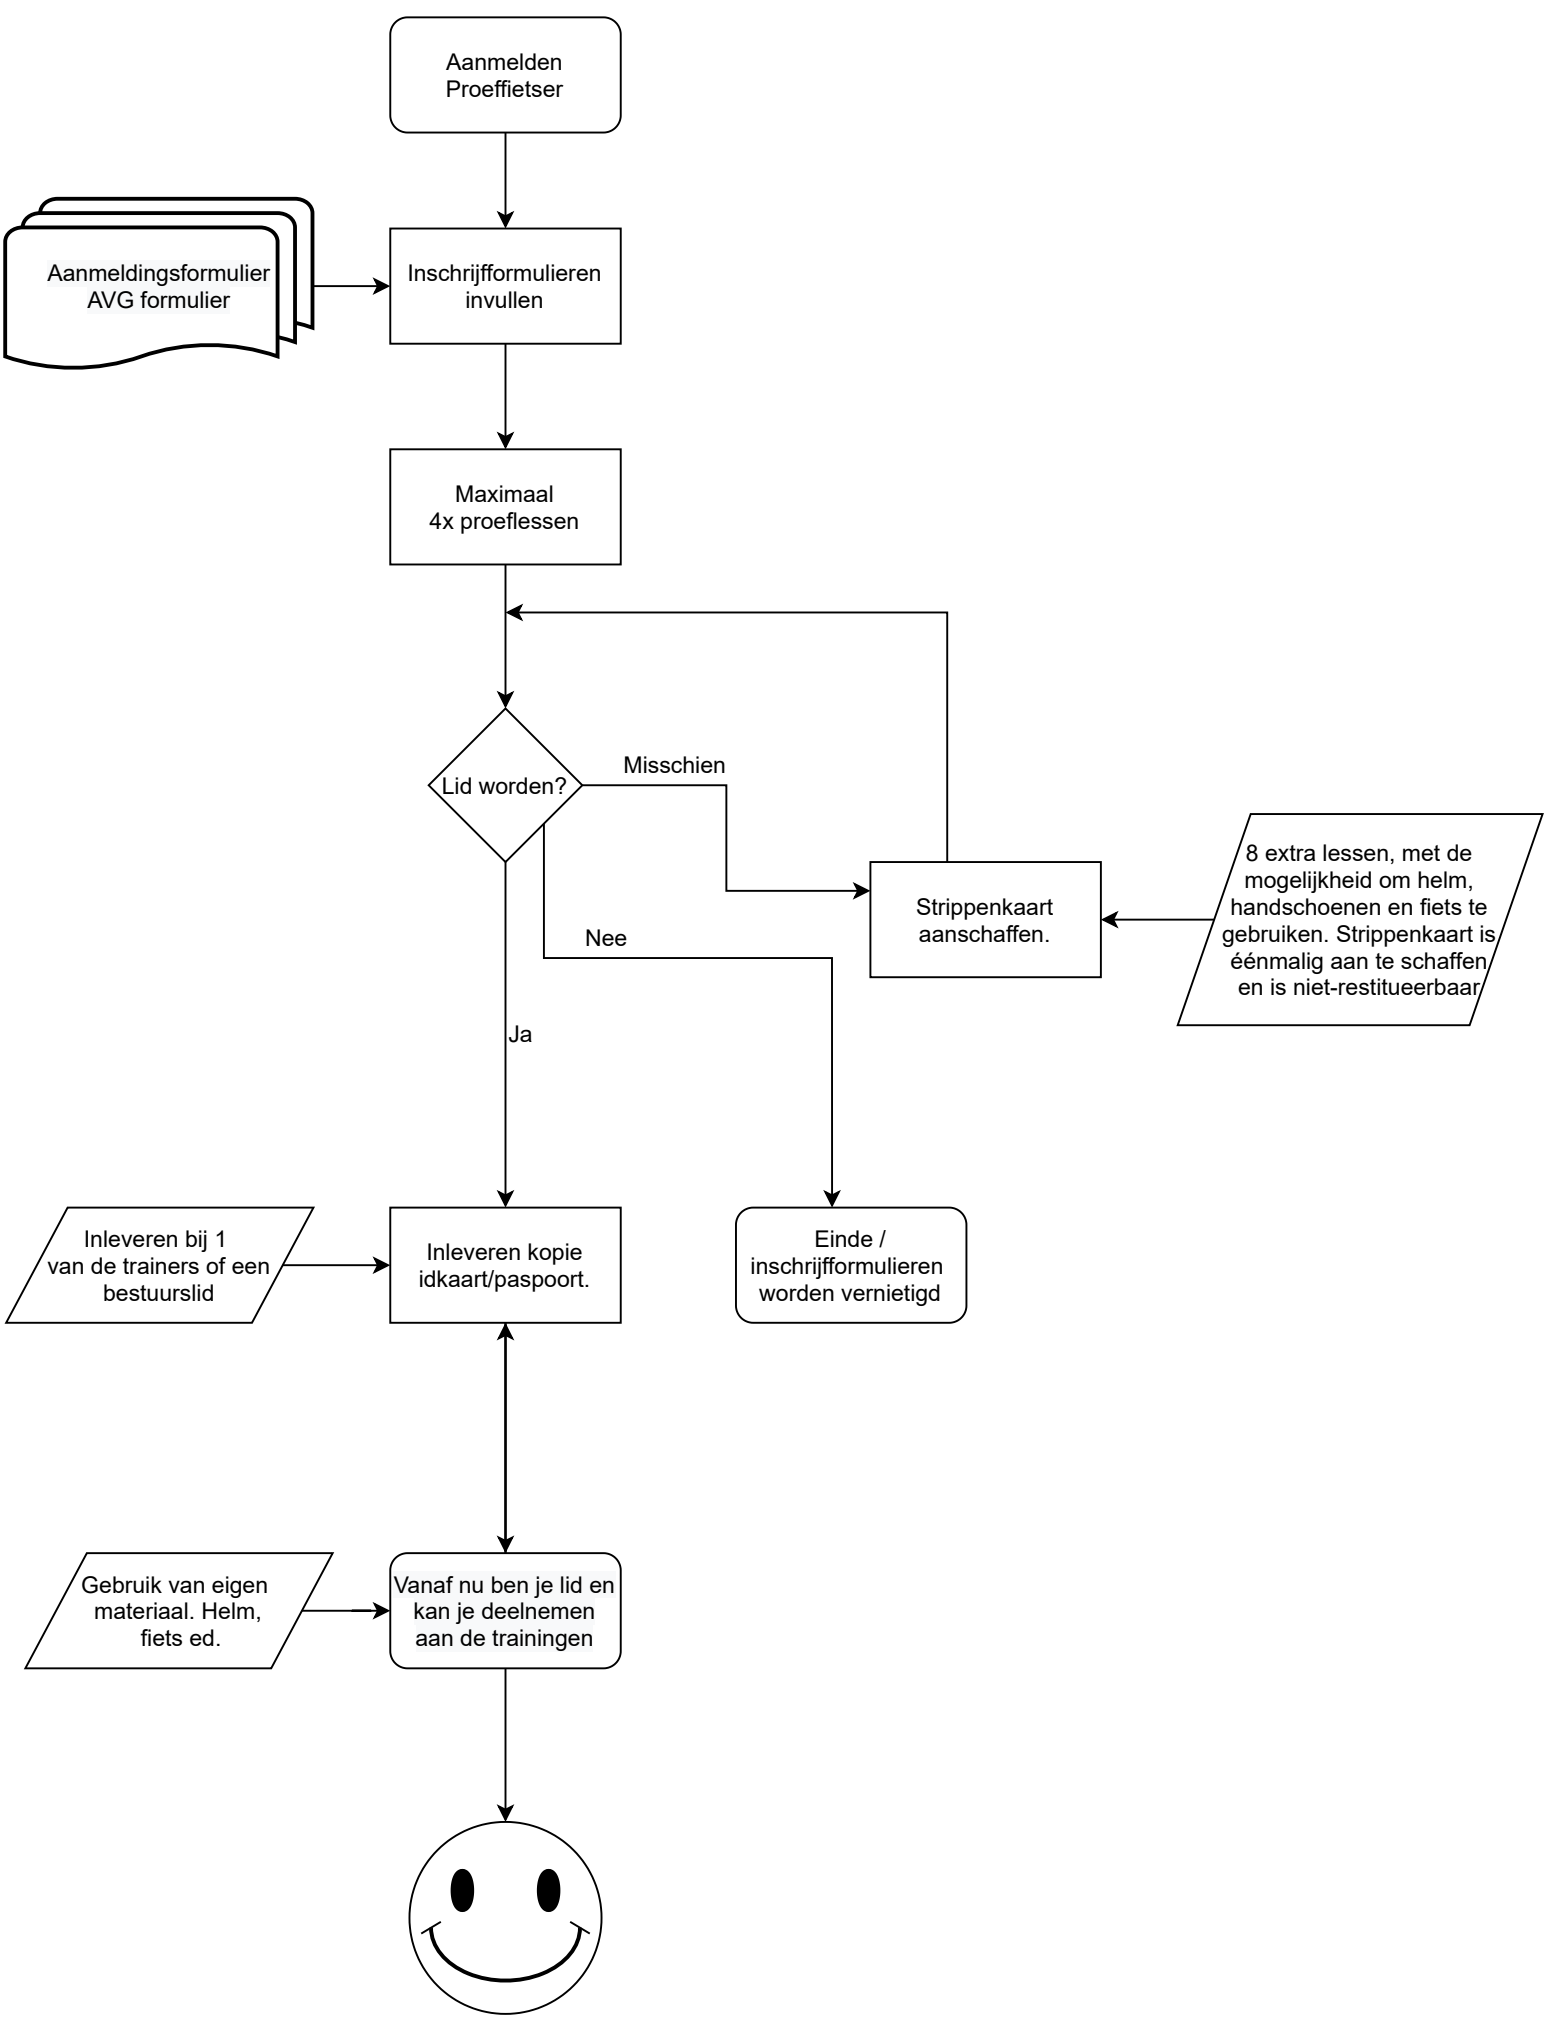 Aanmelden
Proeffietser
Aanmeldingsformulier
AVG formulier
Inschrijfformulieren
invullen
Maximaal
4x proeflessen
Lid worden?
Misschien
Nee
Ja
Strippenkaart
aanschaffen.
8 extra lessen, met de
mogelijkheid om helm,
handschoenen en fiets te
gebruiken. Strippenkaart is
éénmalig aan te schaffen
en is niet-restitueerbaar
Inleveren bij 1
van de trainers of een
bestuurslid
Inleveren kopie
idkaart/paspoort.
Einde /
inschrijfformulieren
worden vernietigd
Gebruik van eigen
materiaal. Helm,
fiets ed.
Vanaf nu ben je lid en
kan je deelnemen
aan de trainingen